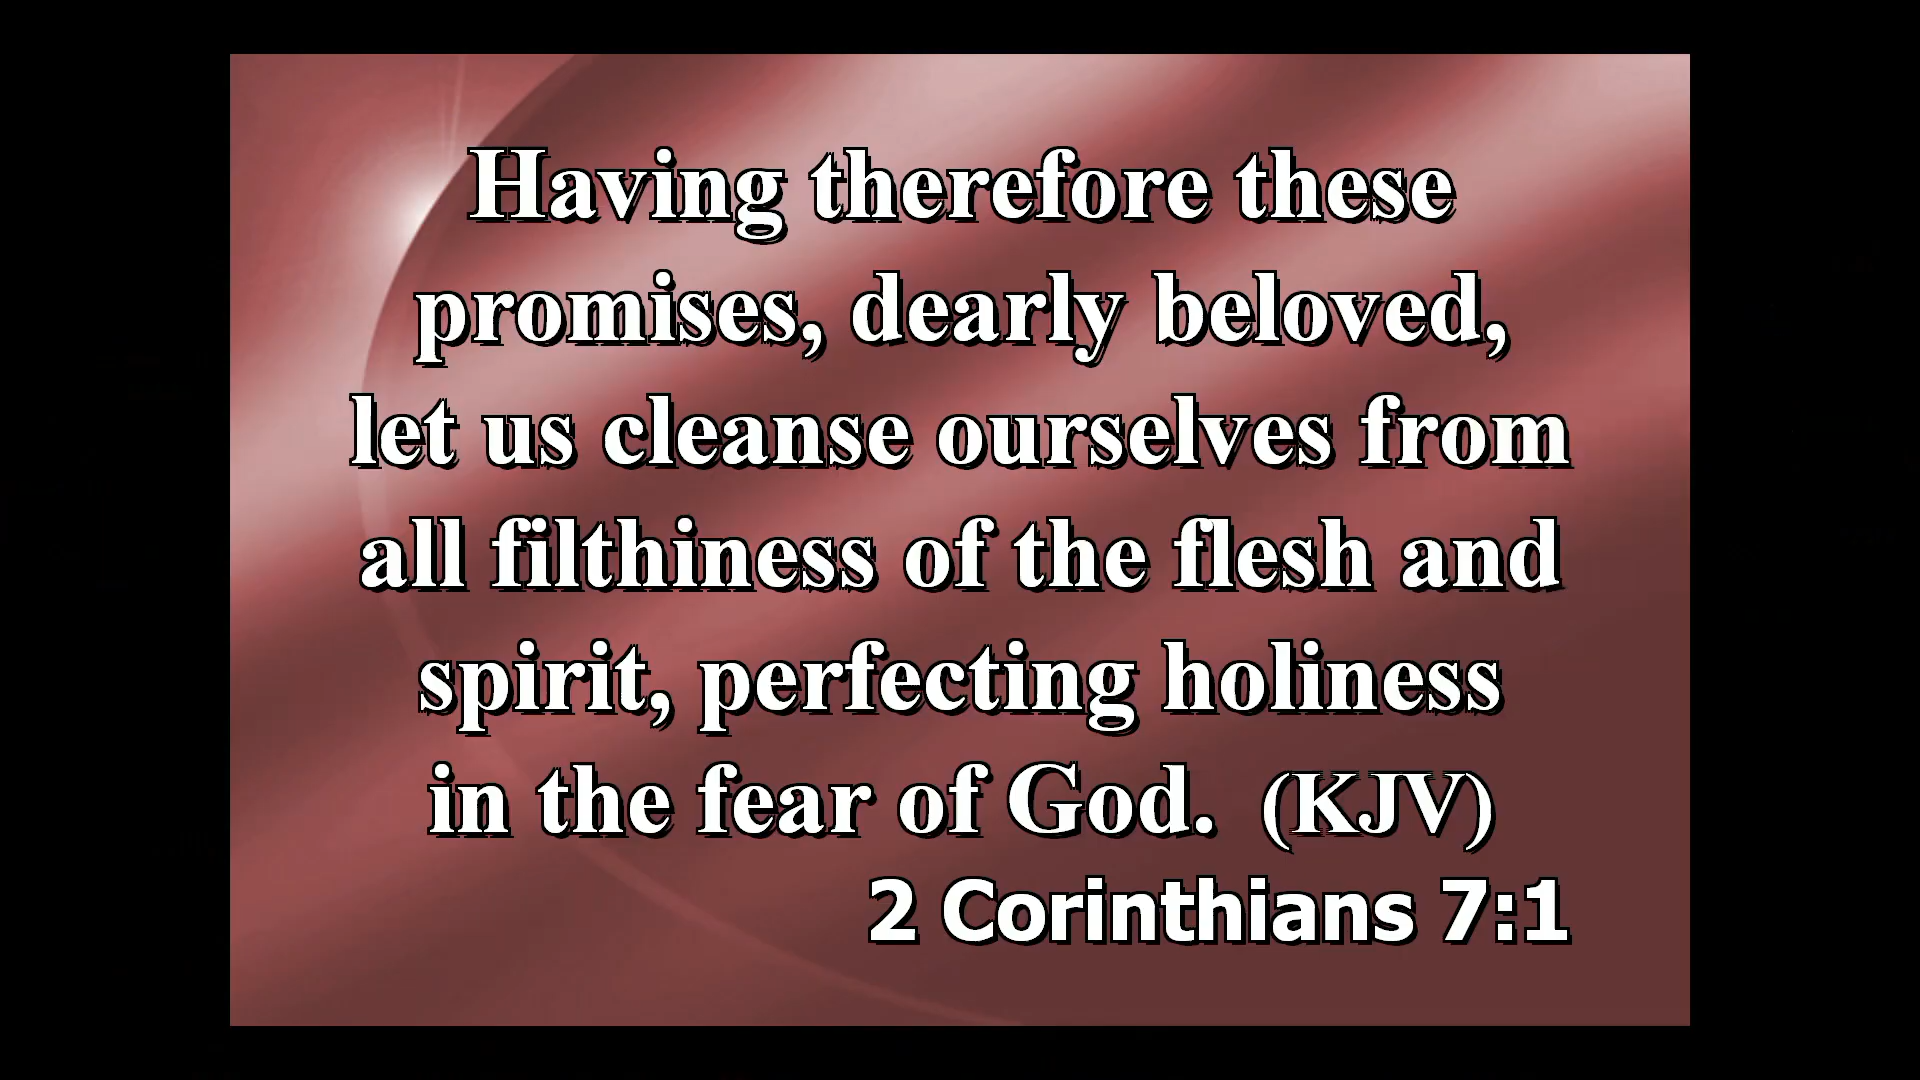 Having therefore these
promises, dearly beloved,
let us cleanse ourselves from
all filthiness of the flesh and
spirit, perfecting holiness
in the fear of God. (KJV)
2 Corinthians 7:1